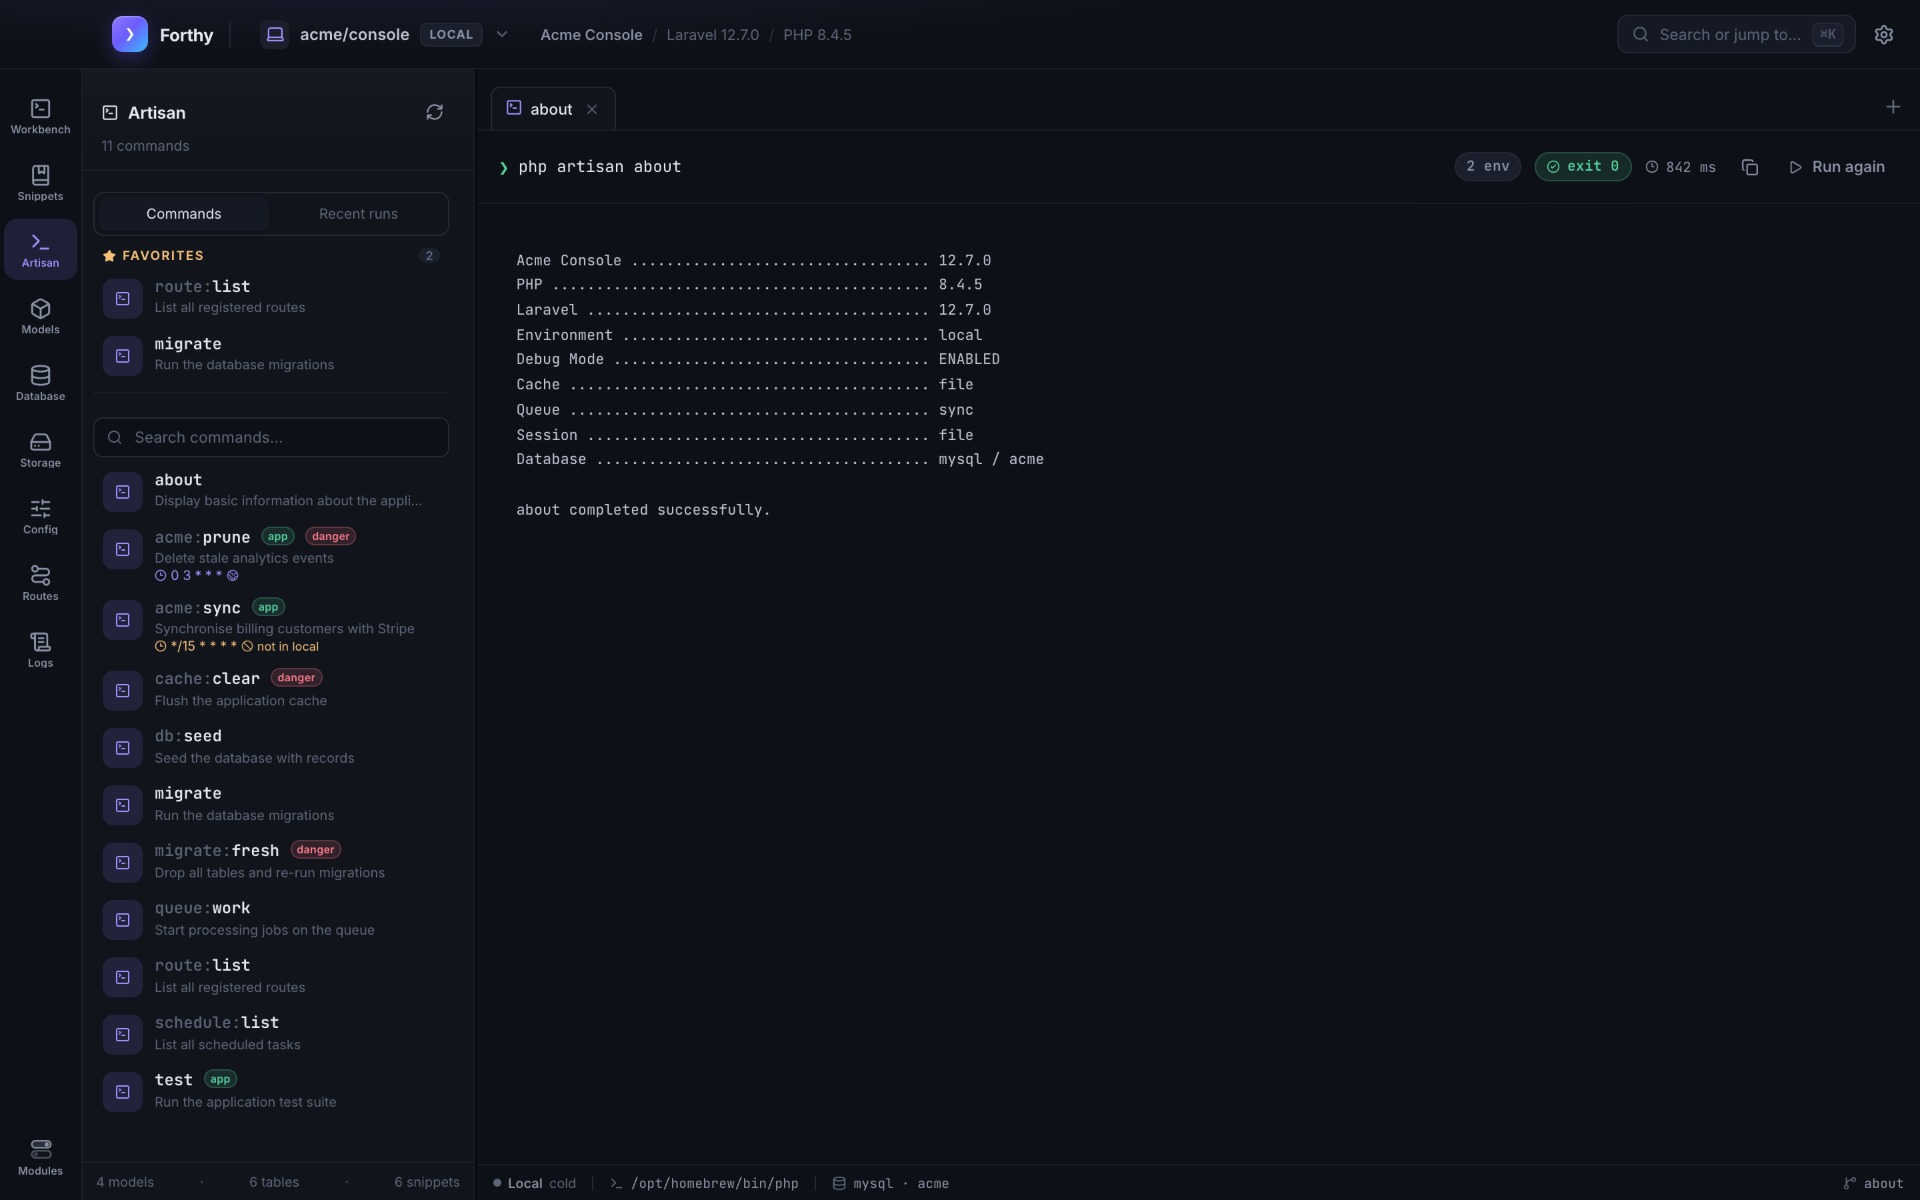 Forthy
acme/console LOCAL
Acme Console / Laravel 12.7.0 / PHP 8.4.5
Search or jump to... ⌘K
Workbench
Snippets
Artisan
Models
Database
Storage
Config
Routes
Logs
Modules
Artisan
11 commands
Commands
Recent runs
FAVORITES 2
route:list
List all registered routes
migrate
Run the database migrations
Search commands...
about
Display basic information about the appli...
acme:prune app danger
Delete stale analytics events
0 3 * * *
acme:sync app
Synchronise billing customers with Stripe
*/15 * * * * not in local
cache:clear danger
Flush the application cache
db:seed
Seed the database with records
migrate
Run the database migrations
migrate:fresh danger
Drop all tables and re-run migrations
queue:work
Start processing jobs on the queue
route:list
List all registered routes
schedule:list
List all scheduled tasks
test app
Run the application test suite
4 models · 6 tables · 6 snippets
about
❯ php artisan about
2 env
exit 0
842 ms
Run again
Acme Console .................................. 12.7.0
PHP ........................................... 8.4.5
Laravel ....................................... 12.7.0
Environment ................................... local
Debug Mode .................................... ENABLED
Cache ......................................... file
Queue ......................................... sync
Session ....................................... file
Database ...................................... mysql / acme
about completed successfully.
Local cold
/opt/homebrew/bin/php
mysql · acme
about